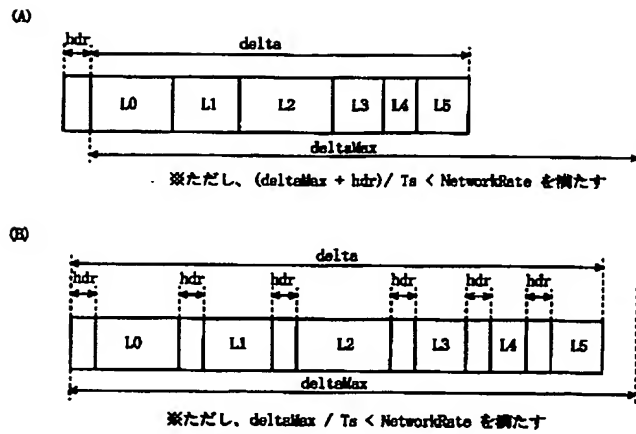 (A)
hdr delta
L0 L1 L2 L3 L4 L5
deltaMax
※ただし、(deltaMax + hdr)/ Ts < NetworkRate を満たす
(B)
delta
hdr hdr hdr hdr hdr hdr
L0 L1 L2 L3 L4 L5
deltaMax
※ただし、deltaMax / Ts < NetworkRate を満たす